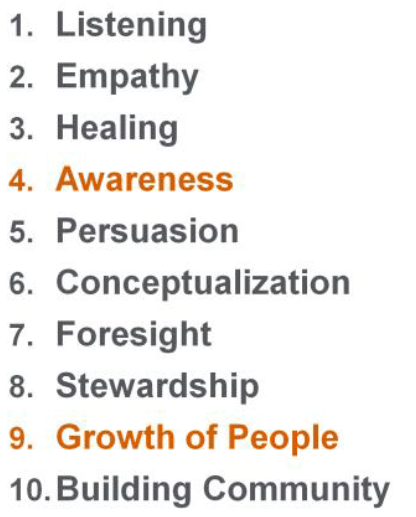 1. Listening
2. Empathy
3. Healing
4. Awareness
5. Persuasion
6. Conceptualization
7. Foresight
8. Stewardship
9. Growth of People
10. Building Community